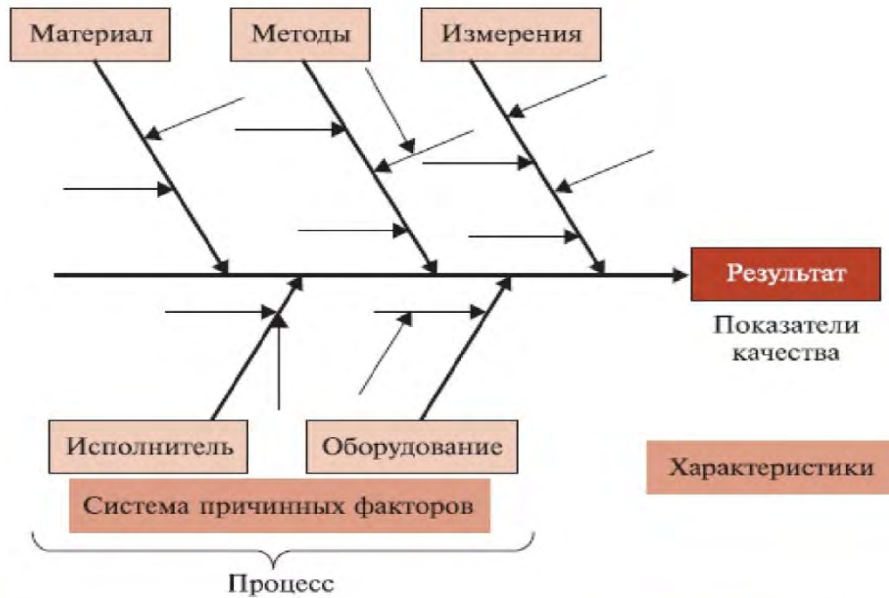 Материал
Методы
Измерения
Результат
Показатели
качества
Исполнитель
Оборудование
Характеристики
Система причинных факторов
Процесс